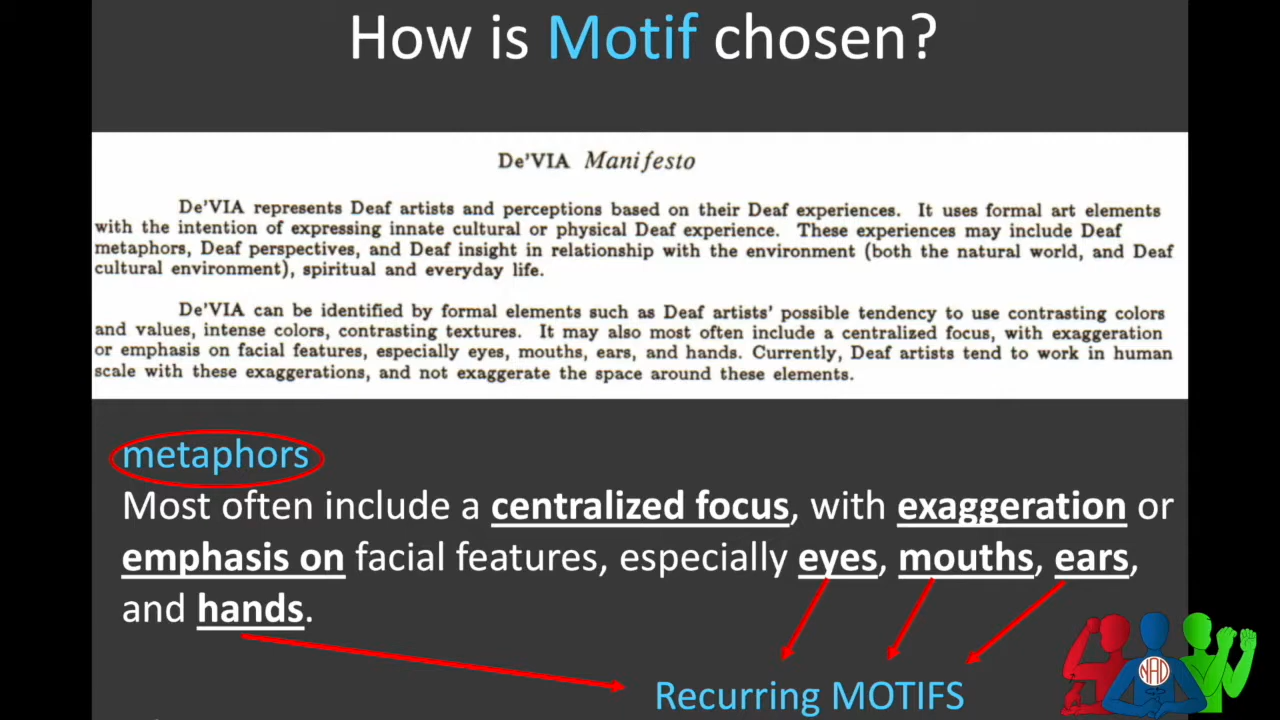 How is Motif chosen?
De'VIA Manifesto
De'VIA represents Deaf artists and perceptions based on their Deaf experiences. It uses formal art elements
with the intention of expressing innate cultural or physical Deaf experience. These experiences may include Deaf
metaphors, Deaf perspectives, and Deaf insight in relationship with the environment (both the natural world, and Deaf
cultural environment), spiritual and everyday life.
De'VIA can be identified by formal elements such as Deaf artists' possible tendency to use contrasting colors
and values, intense colors, contrasting textures. It may also most often include a centralized focus, with exaggeration
or emphasis on facial features, especially eyes, mouths, ears, and hands. Currently, Deaf artists tend to work in human
scale with these exaggerations, and not exaggerate the space around these elements.
metaphors
Most often include a centralized focus, with exaggeration or
emphasis on facial features, especially eyes, mouths, ears,
and hands.
Recurring MOTIFS
NAD